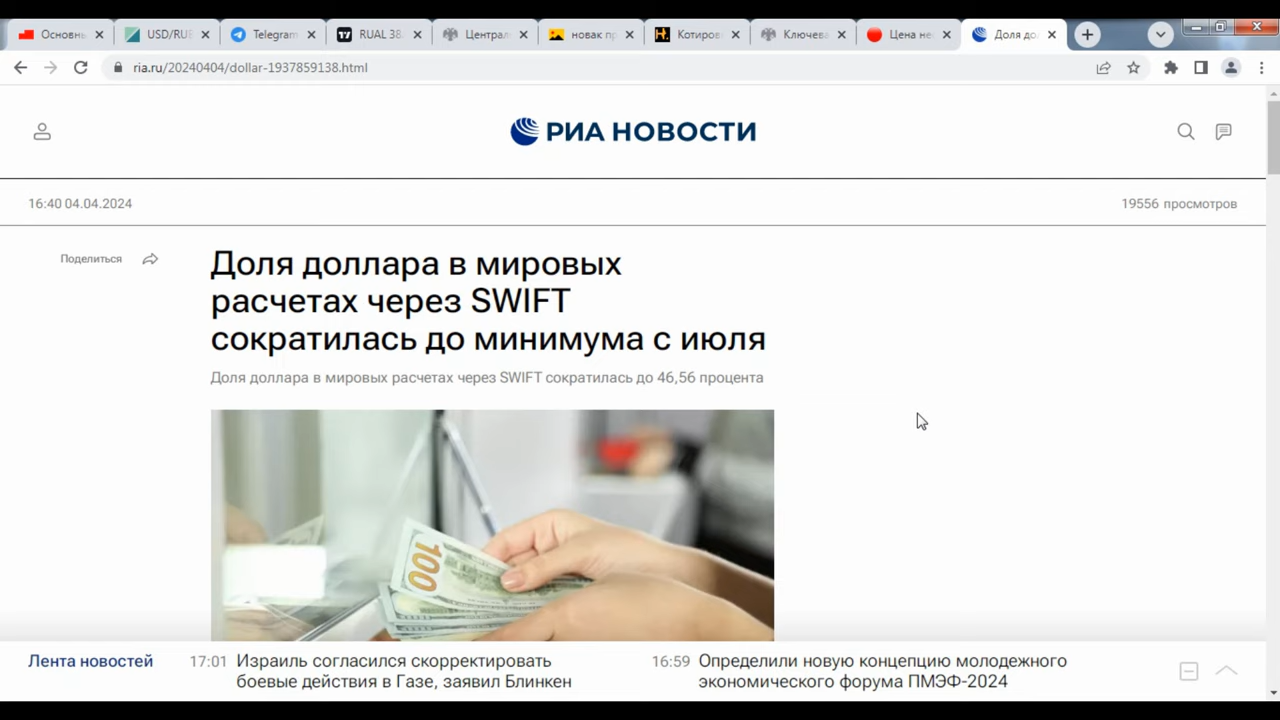 Основн
USD/RUE
Telegram
RUAL 38.
Централ
новак пр
Котиров
Ключева
Цена не
Доля до
ria.ru/20240404/dollar-1937859138.html
РИА НОВОСТИ
16:40 04.04.2024
19556 просмотров
Поделиться
Доля доллара в мировых
расчетах через SWIFT
сократилась до минимума с июля
Доля доллара в мировых расчетах через SWIFT сократилась до 46,56 процента
100
Лента новостей
17:01 Израиль согласился скорректировать
боевые действия в Газе, заявил Блинкен
16:59 Определили новую концепцию молодежного
экономического форума ПМЭФ-2024